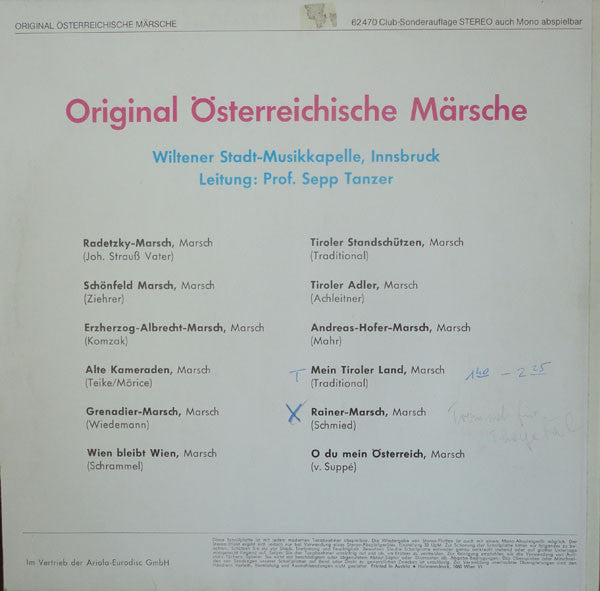 ORIGINAL ÖSTERREICHISCHE MÄRSCHE
62470 Club-Sonderauflage STEREO auch Mono abspielbar
Original Österreichische Märsche
Wiltener Stadt-Musikkapelle, Innsbruck
Leitung: Prof. Sepp Tanzer
Radetzky-Marsch, Marsch
(Joh. Strauß Vater)
Schönfeld Marsch, Marsch
(Ziehrer)
Erzherzog-Albrecht-Marsch, Marsch
(Komzak)
Alte Kameraden, Marsch
(Teike/Mörice)
Grenadier-Marsch, Marsch
(Wiedemann)
Wien bleibt Wien, Marsch
(Schrammel)
Tiroler Standschützen, Marsch
(Traditional)
Tiroler Adler, Marsch
(Achleitner)
Andreas-Hofer-Marsch, Marsch
(Mahr)
T Mein Tiroler Land, Marsch 140 - 225
(Traditional)
X Rainer-Marsch, Marsch
(Schmied)
O du mein Österreich, Marsch
(v. Suppé)
Im Vertrieb der Ariola-Eurodisc GmbH